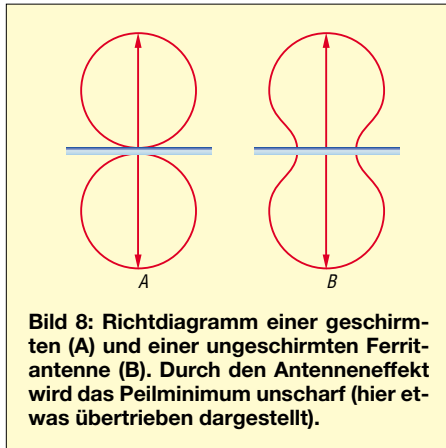 A B
Bild 8: Richtdiagramm einer geschirm-
ten (A) und einer ungeschirmten Ferrit-
antenne (B). Durch den Antenneneffekt
wird das Peilminimum unscharf (hier et-
was übertrieben dargestellt).